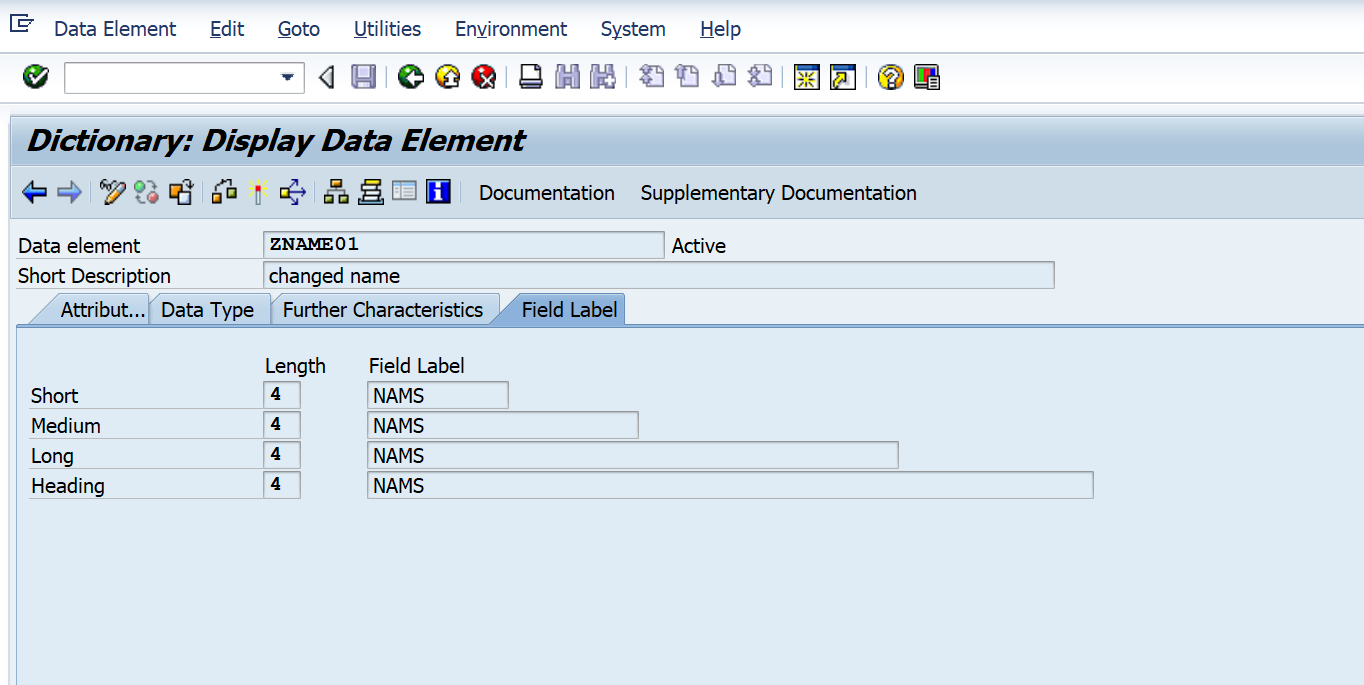 Data Element Edit Goto Utilities Environment System Help
Dictionary: Display Data Element
Documentation Supplementary Documentation
Data element ZNAME01 Active
Short Description changed name
Attribut... Data Type Further Characteristics Field Label
Length Field Label
Short 4 NAMS
Medium 4 NAMS
Long 4 NAMS
Heading 4 NAMS